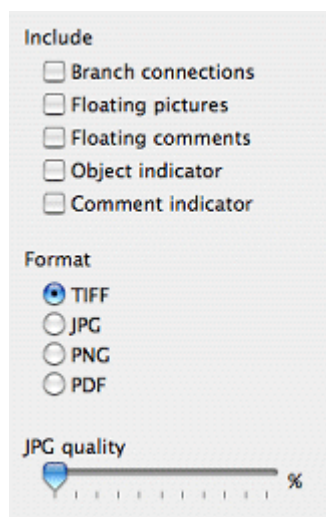 Include
Branch connections
Floating pictures
Floating comments
Object indicator
Comment indicator
Format
TIFF
JPG
PNG
PDF
JPG quality
%